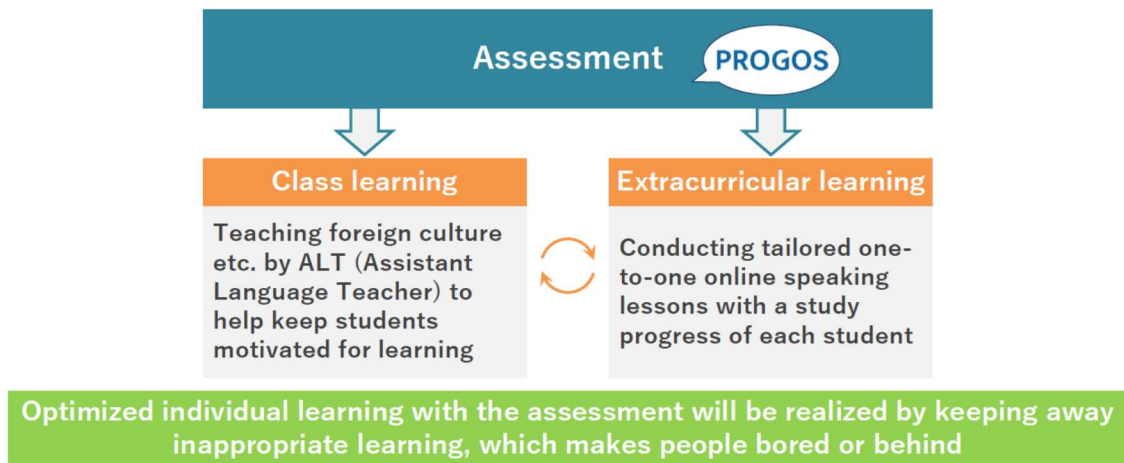 Assessment
PROGOS
Class learning
Teaching foreign culture
etc. by ALT (Assistant
Language Teacher) to
help keep students
motivated for learning
Extracurricular learning
Conducting tailored one-
to-one online speaking
lessons with a study
progress of each student
Optimized individual learning with the assessment will be realized by keeping away
inappropriate learning, which makes people bored or behind